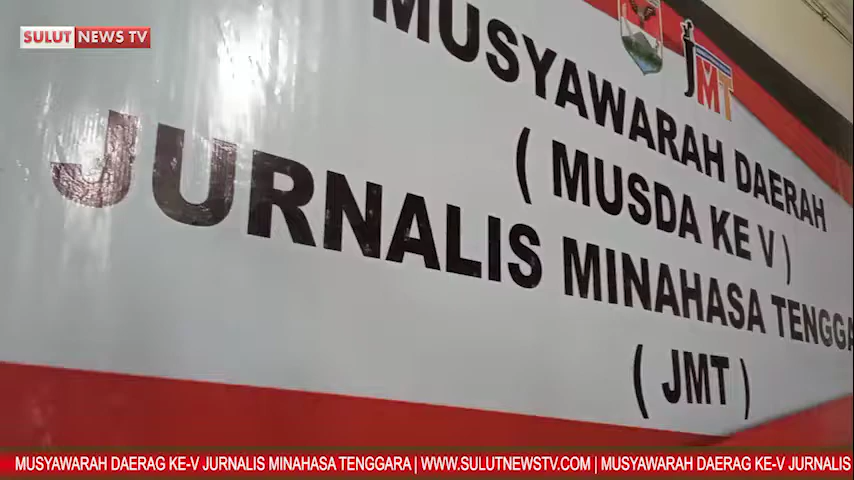 SULUT NEWS TV
JMT
MUSYAWARAH DAERAH
( MUSDA KE V )
JURNALIS MINAHASA TENGGA
( JMT )
MUSYAWARAH DAERAG KE-V JURNALIS MINAHASA TENGGARA | WWW.SULUTNEWSTV.COM | MUSYAWARAH DAERAG KE-V JURNALIS